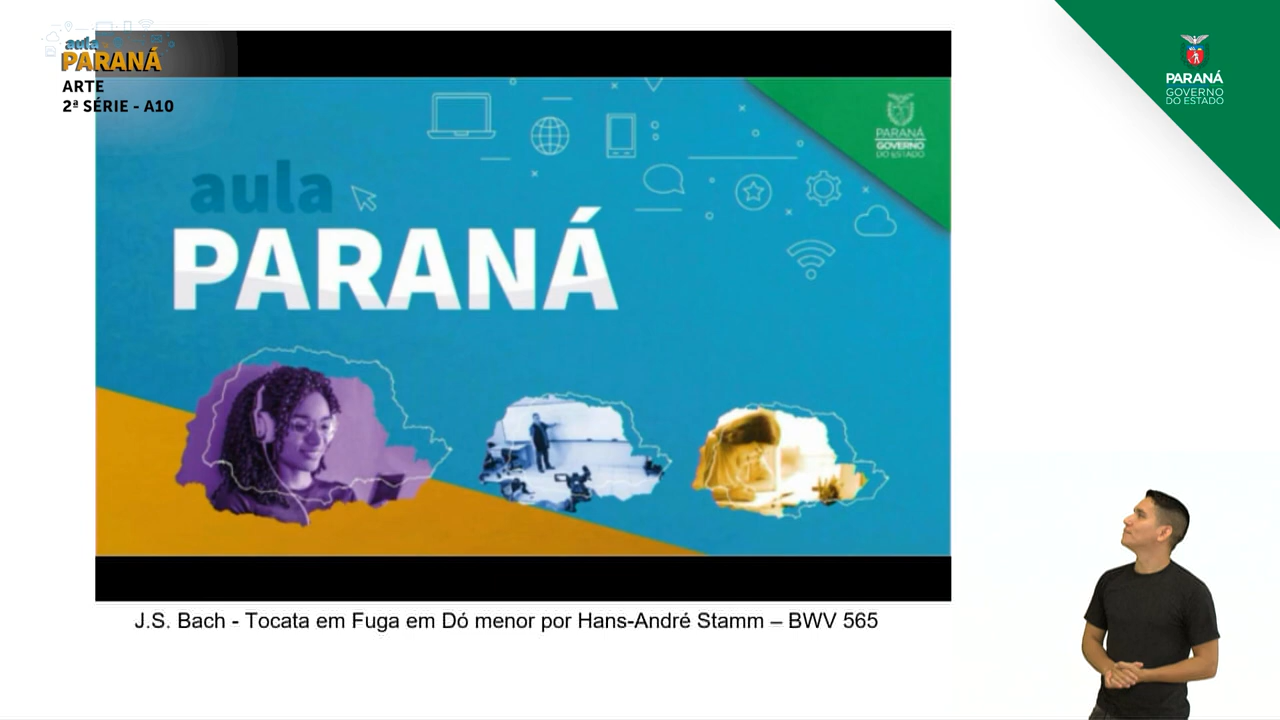 aula
PARANÁ
ARTE
2ª SÉRIE - A10
PARANÁ
GOVERNO
DO ESTADO
PARANÁ
GOVERNO
DO ESTADO
aula
PARANÁ
J.S. Bach - Tocata em Fuga em Dó menor por Hans-André Stamm – BWV 565